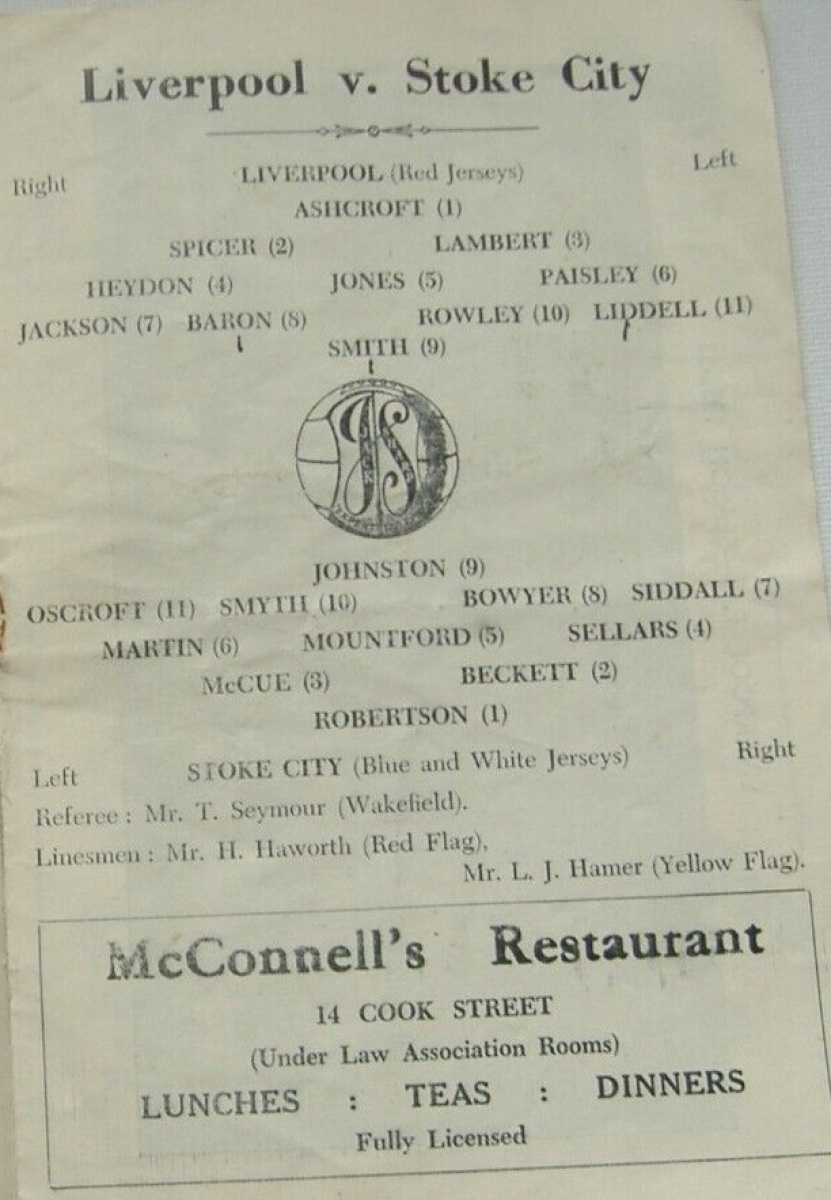 Liverpool v. Stoke City
Right LIVERPOOL (Red Jerseys) Left
ASHCROFT (1)
SPICER (2) LAMBERT (3)
HEYDON (4) JONES (5) PAISLEY (6)
JACKSON (7) BARON (8) ROWLEY (10) LIDDELL (11)
SMITH (9)
JOHNSTON (9)
OSCROFT (11) SMYTH (10) BOWYER (8) SIDDALL (7)
MARTIN (6) MOUNTFORD (5) SELLARS (4)
McCUE (3) BECKETT (2)
ROBERTSON (1)
Left STOKE CITY (Blue and White Jerseys) Right
Referee : Mr. T. Seymour (Wakefield).
Linesmen : Mr. H. Haworth (Red Flag),
Mr. L. J. Hamer (Yellow Flag).
McConnell's Restaurant
14 COOK STREET
(Under Law Association Rooms)
LUNCHES : TEAS : DINNERS
Fully Licensed